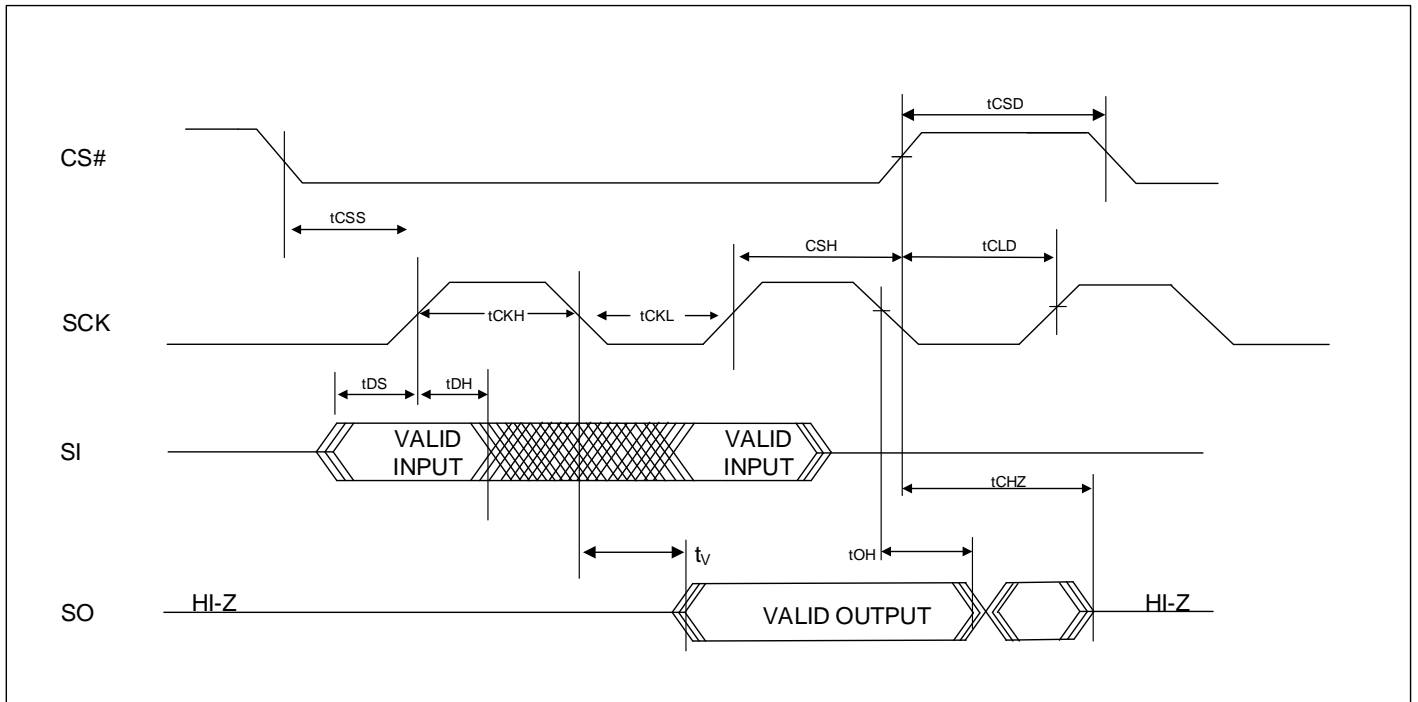 tCSD
CS#
tCSS
CSH
tCLD
SCK
tCKH
tCKL
tDS
tDH
SI
VALID
INPUT
VALID
INPUT
tCHZ
tOH
tV
SO
HI-Z
VALID OUTPUT
HI-Z